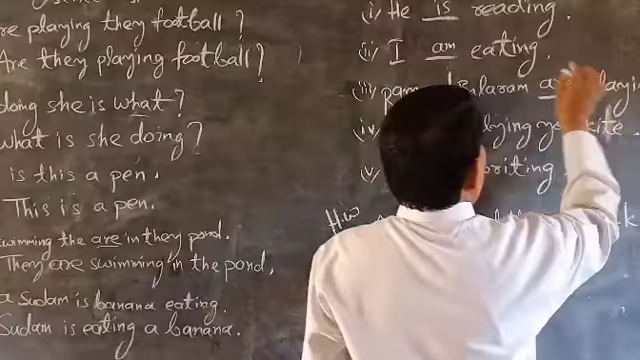 re playing they football?
Are they playing football?
doing she is what?
what is she doing?
is this a pen.
This is a pen.
swimming the are in they pond.
They are swimming in the pond.
a Sudam is banana eating.
Sudam is eating a banana.
(i) He is reading.
(ii) I am eating.
(iii) Balaram
(iv)
(v) writing.
H.W